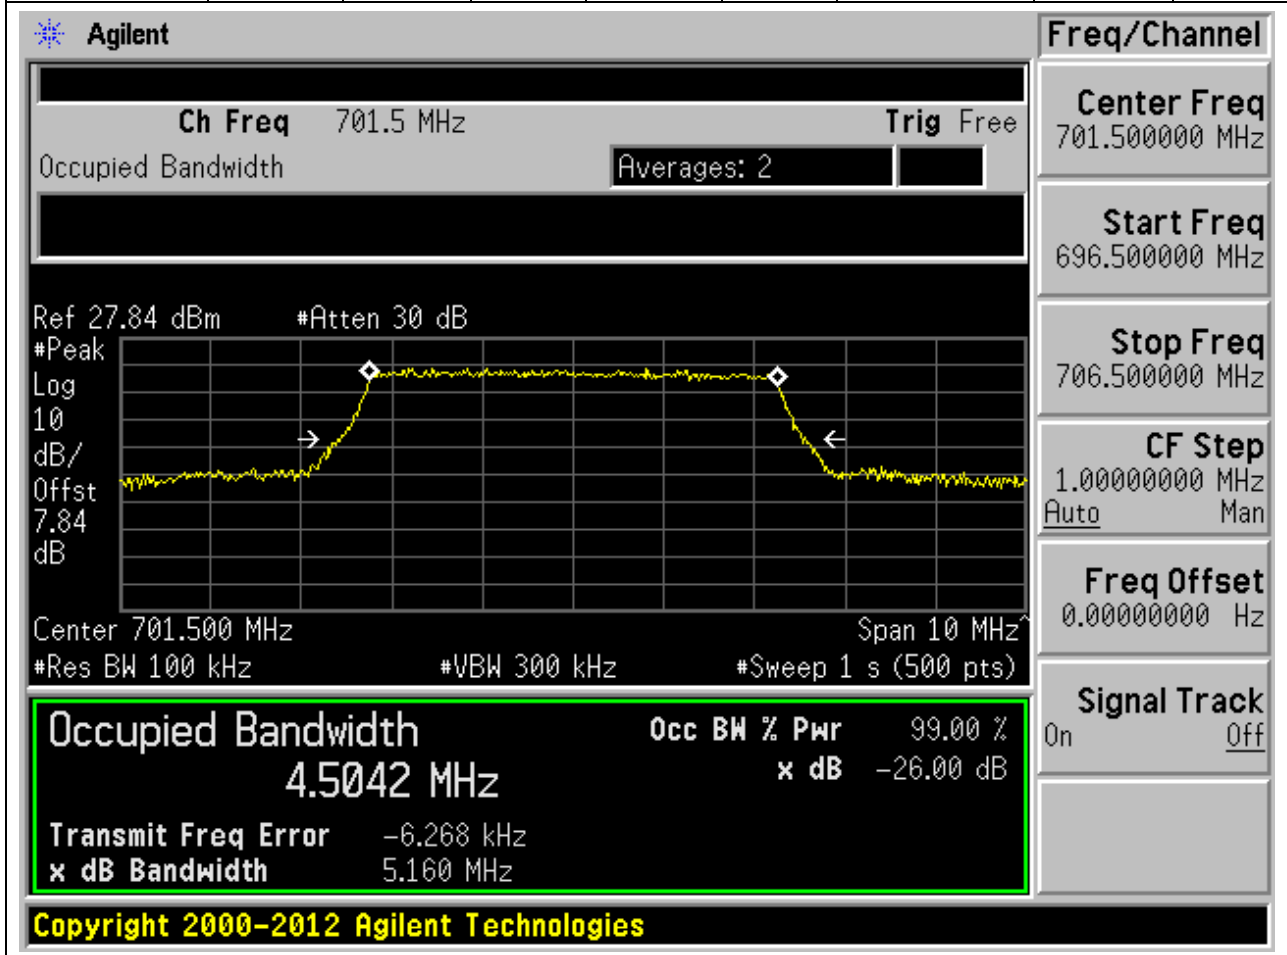 Agilent
Freq/Channel
Ch Freq 701.5 MHz Trig Free
Occupied Bandwidth Averages: 2
Center Freq
701.500000 MHz
Start Freq
696.500000 MHz
Stop Freq
706.500000 MHz
CF Step
1.00000000 MHz
Auto Man
Freq Offset
0.00000000 Hz
Signal Track
On Off
Ref 27.84 dBm #Atten 30 dB
#Peak
Log
10
dB/
Offst
7.84
dB
Center 701.500 MHz Span 10 MHz^
#Res BW 100 kHz #VBW 300 kHz #Sweep 1 s (500 pts)
Occupied Bandwidth Occ BW % Pwr 99.00 %
4.5042 MHz x dB -26.00 dB
Transmit Freq Error -6.268 kHz
x dB Bandwidth 5.160 MHz
Copyright 2000-2012 Agilent Technologies